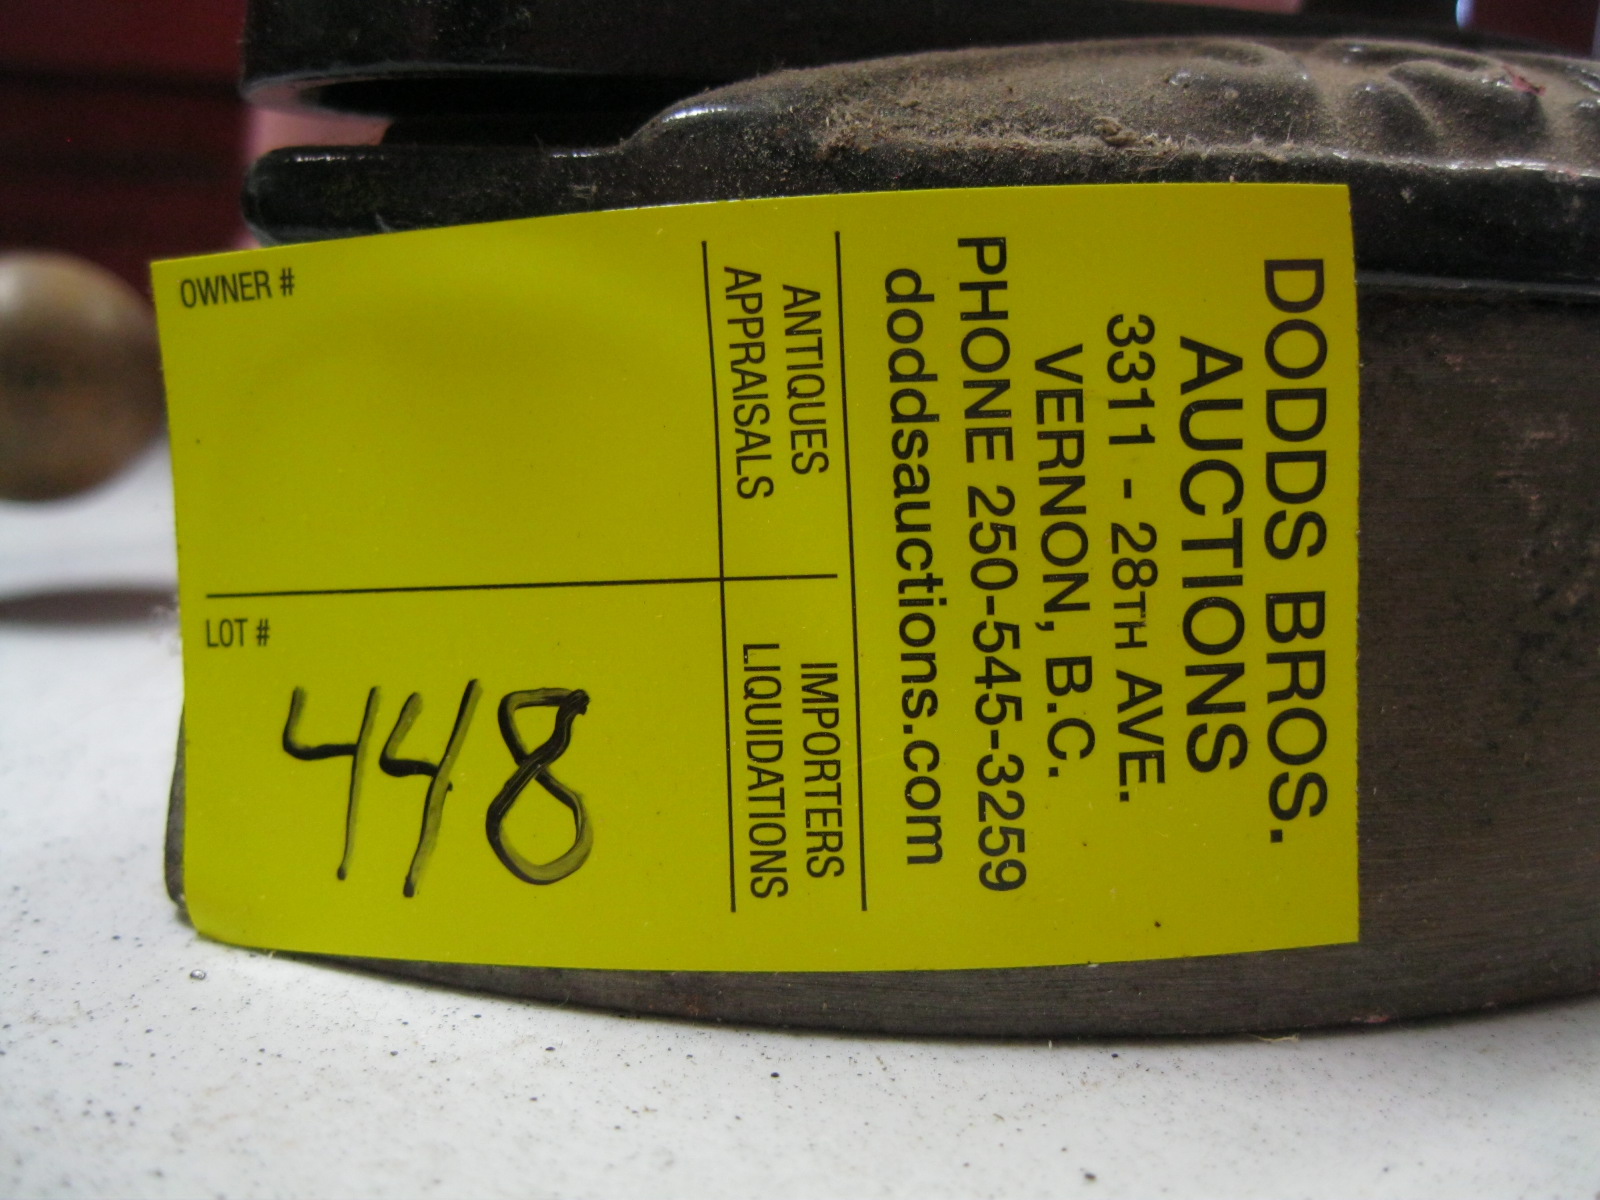 DODDS BROS.
AUCTIONS
3311 - 28TH AVE.
VERNON, B.C.
PHONE 250-545-3259
doddsauctions.com
ANTIQUES
APPRAISALS
IMPORTERS
LIQUIDATIONS
OWNER #
LOT #
448